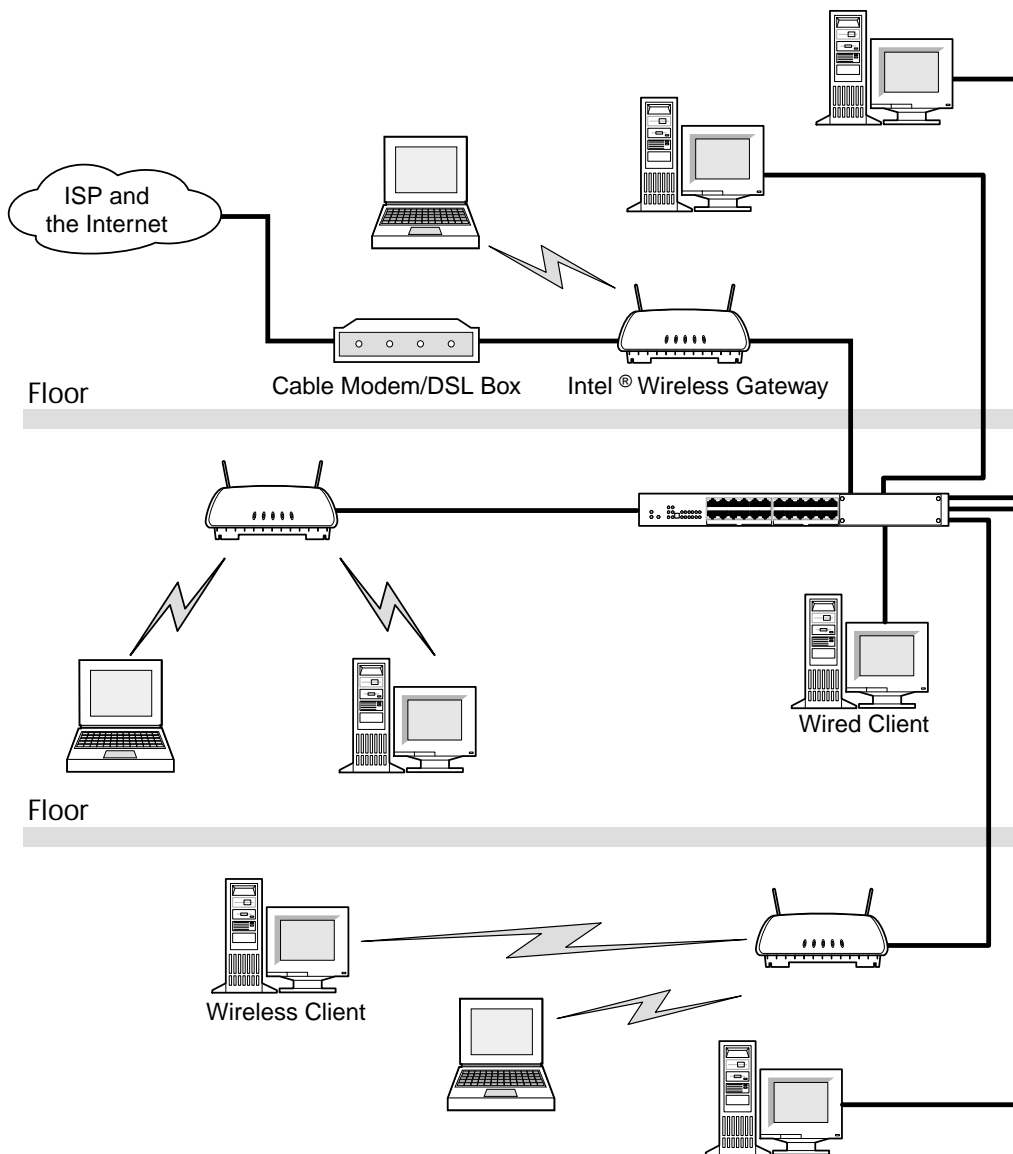 ISP and
the Internet
Cable Modem/DSL Box
Intel ® Wireless Gateway
Floor
Wired Client
Floor
Wireless Client